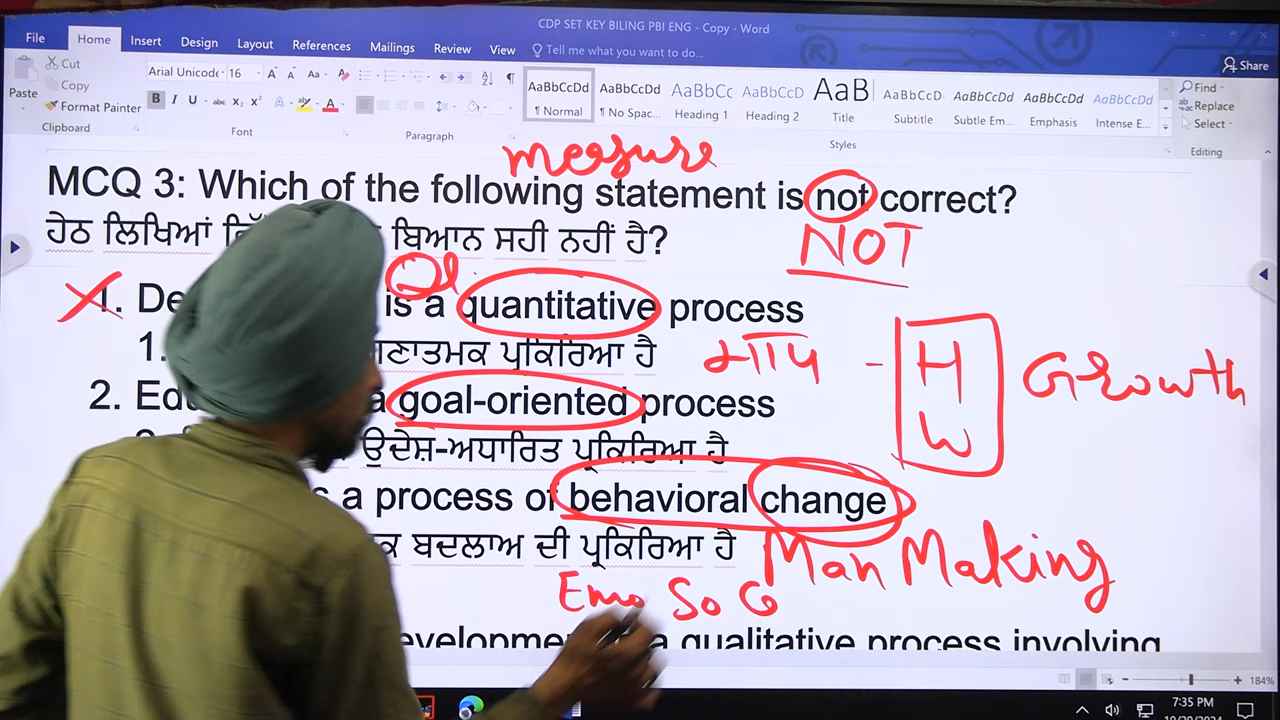 CDP SET KEY BILING PBI ENG - Copy - Word
File Home Insert Design Layout References Mailings Review View Tell me what you want to do...
Share
Paste Cut Copy Format Painter
Clipboard
Arial Unicode 16
Font
Paragraph
AaBbCcDd AaBbCcDd AaBbCc AaBbCcD AaB AaBbCcD AaBbCcDd AaBbCcDd AaBbCcDd
¶ Normal ¶ No Spac... Heading 1 Heading 2 Title Subtitle Subtle Em... Emphasis Intense E...
Styles
Find Replace Select
Editing
measure
MCQ 3: Which of the following statement is not correct?
ਹੇਠ ਲਿਖਿਆਂ ਬਿਆਨ ਸਹੀ ਨਹੀਂ ਹੈ?
NOT
1. is a quantitative process
1. ਪ੍ਰਕਿਰਿਆ ਹੈ
ਮਾਪ - H W Growth
2. a goal-oriented process
ਉਦੇਸ਼-ਅਧਾਰਿਤ ਪ੍ਰਕਿਰਿਆ ਹੈ
a process of behavioral change
ਬਦਲਾਅ ਦੀ ਪ੍ਰਕਿਰਿਆ ਹੈ
Man Making
Emo So
a qualitative process involving
184%
7:35 PM
10/29/2024